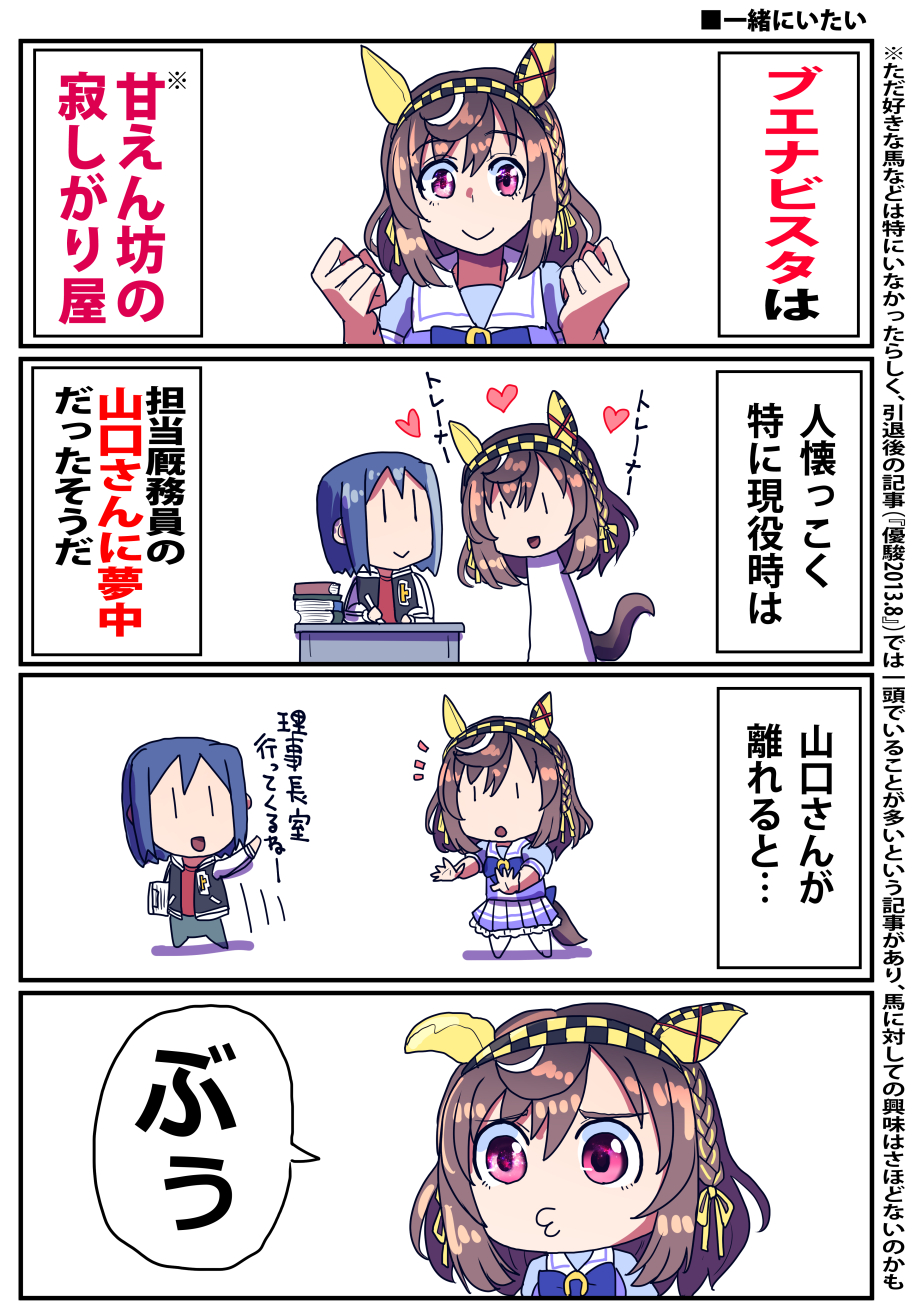 ■一緒にいたい
※ただ好きな馬などは特にいなかったらしく、引退後の記事(『優駿2013.8』)では一頭でいることが多いという記事があり、馬に対しての興味はさほどないのかも
ブエナビスタは
※
甘えん坊の
寂しがり屋
人懐っこく
特に現役時は
トレーナー
トレーナー
担当厩務員の
山口さんに夢中
だったそうだ
山口さんが
離れると…
理事長室
行ってくるねー
ト
ぶぅ